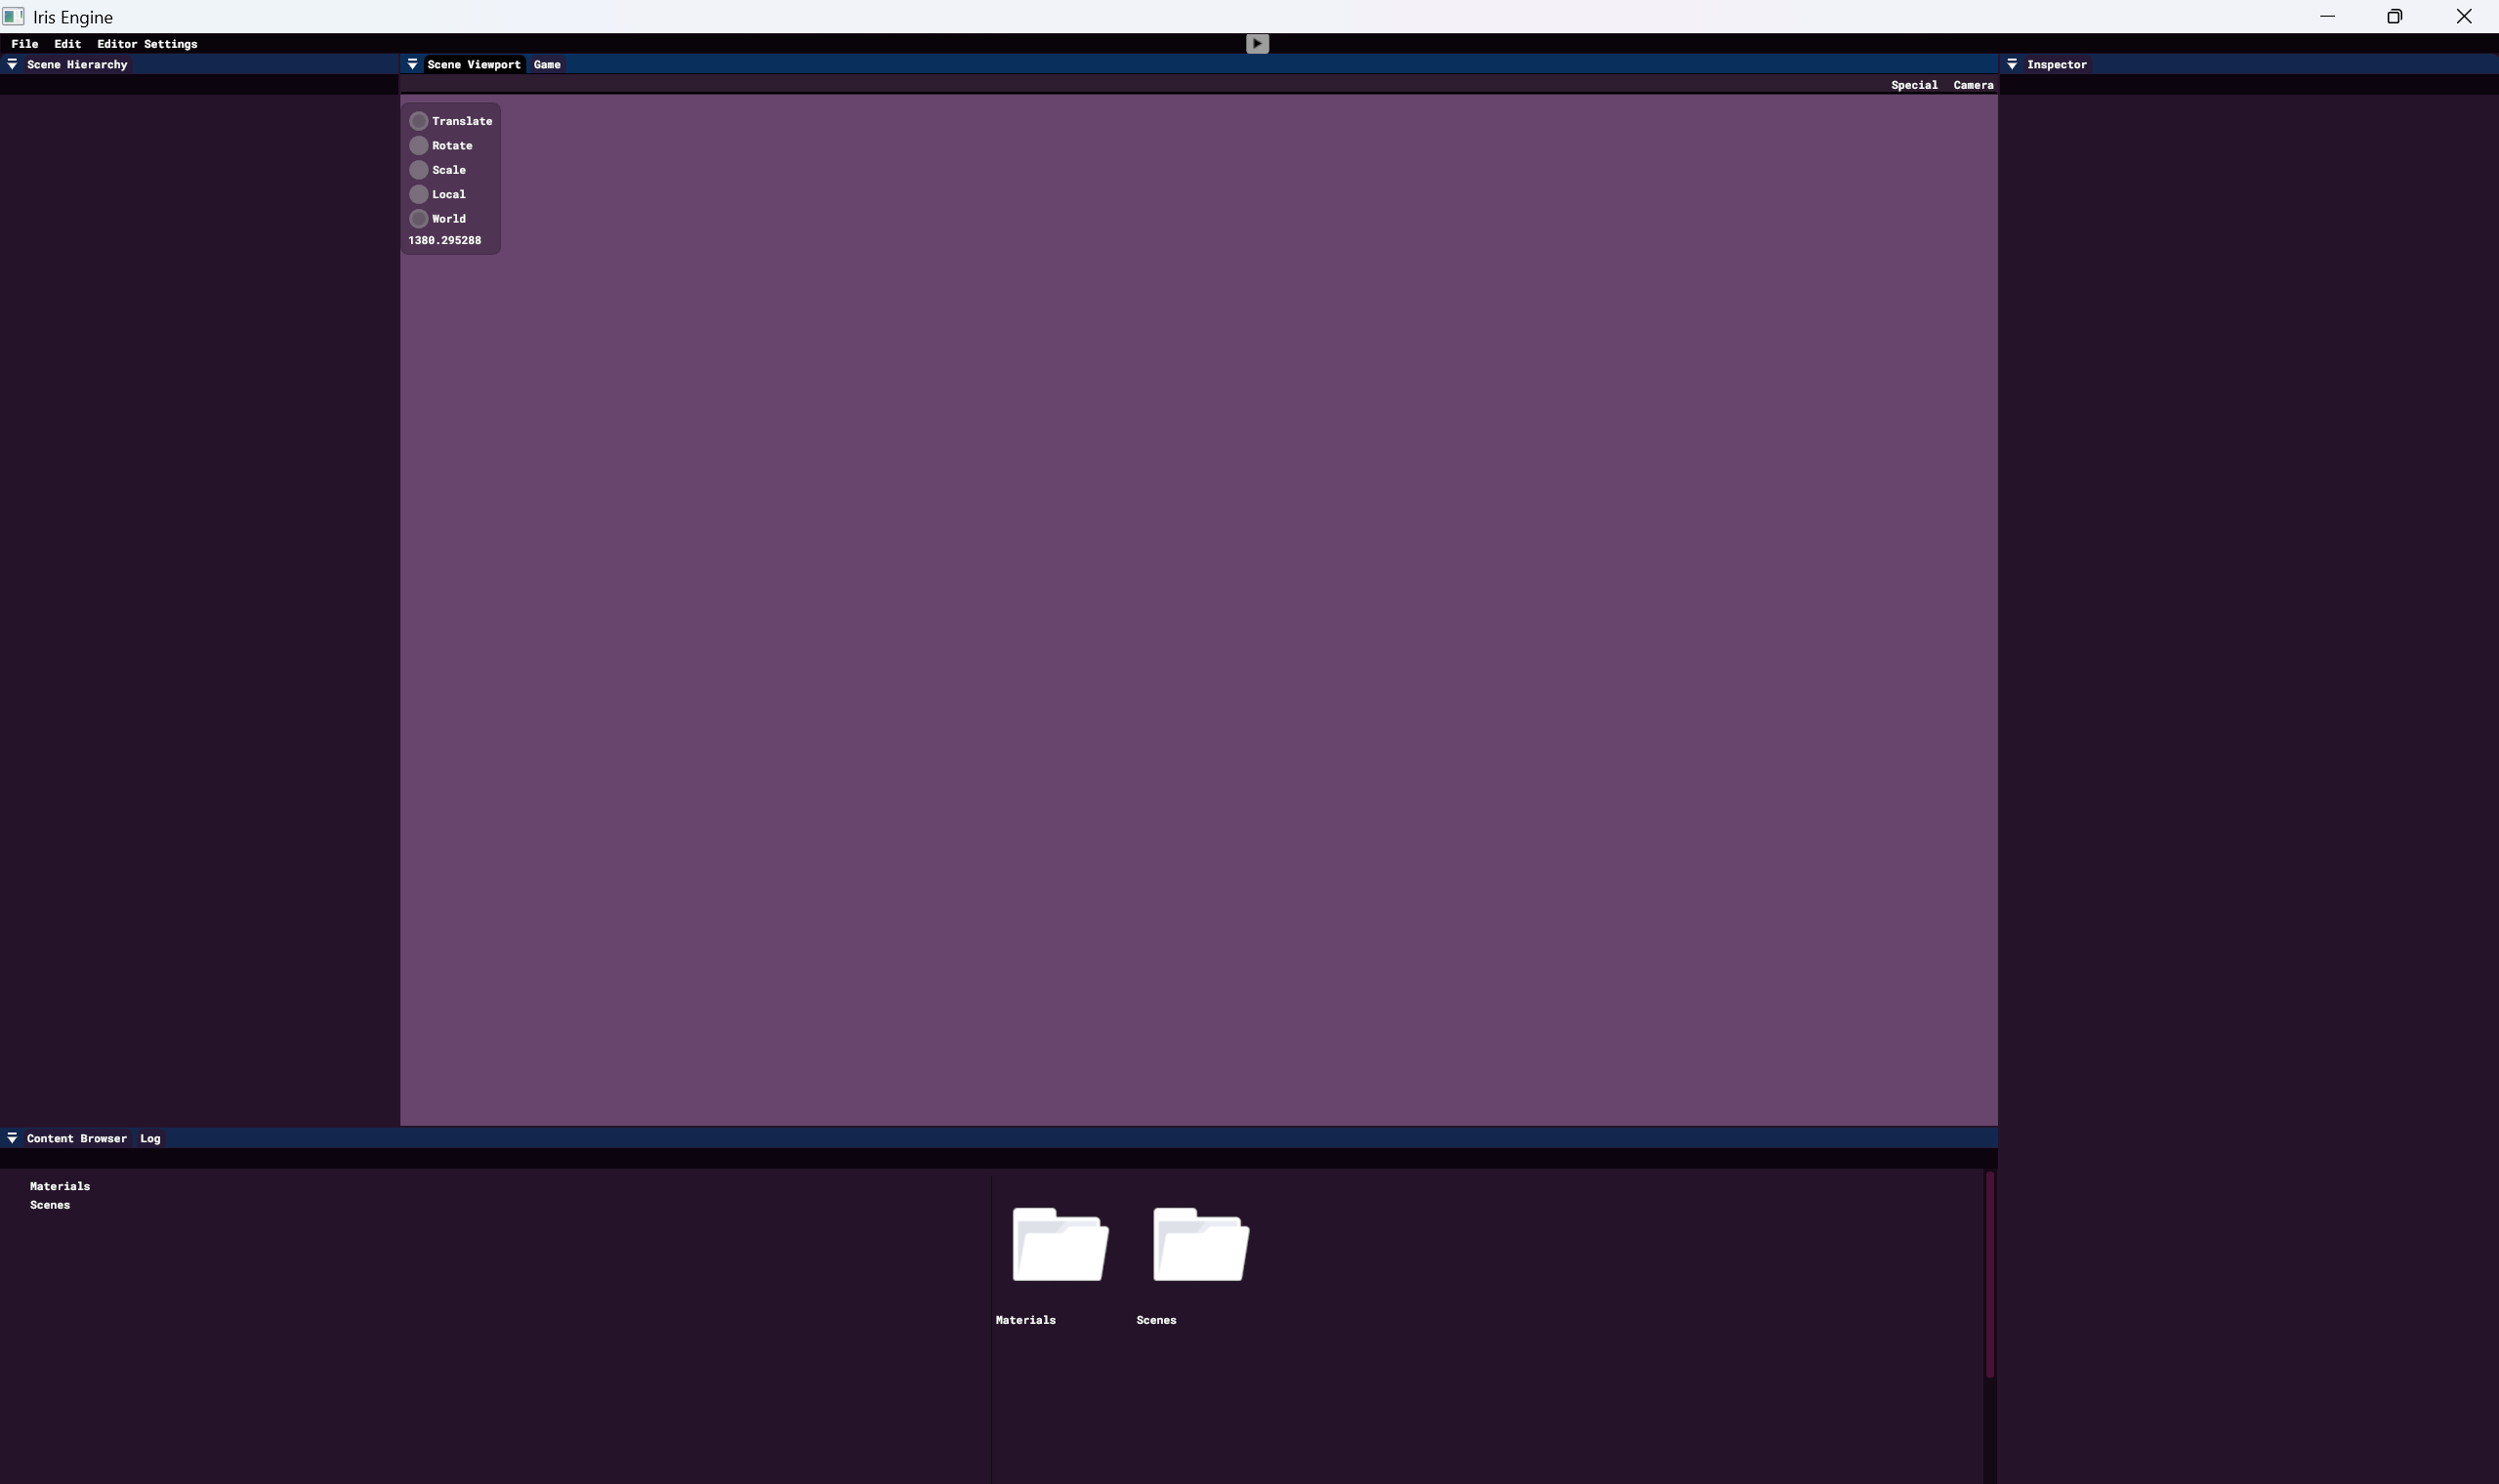 Iris Engine
File Edit Editor Settings
Scene Hierarchy
Scene Viewport Game
Inspector
Special Camera
Translate
Rotate
Scale
Local
World
1380.295288
Content Browser Log
Materials
Scenes
Materials Scenes